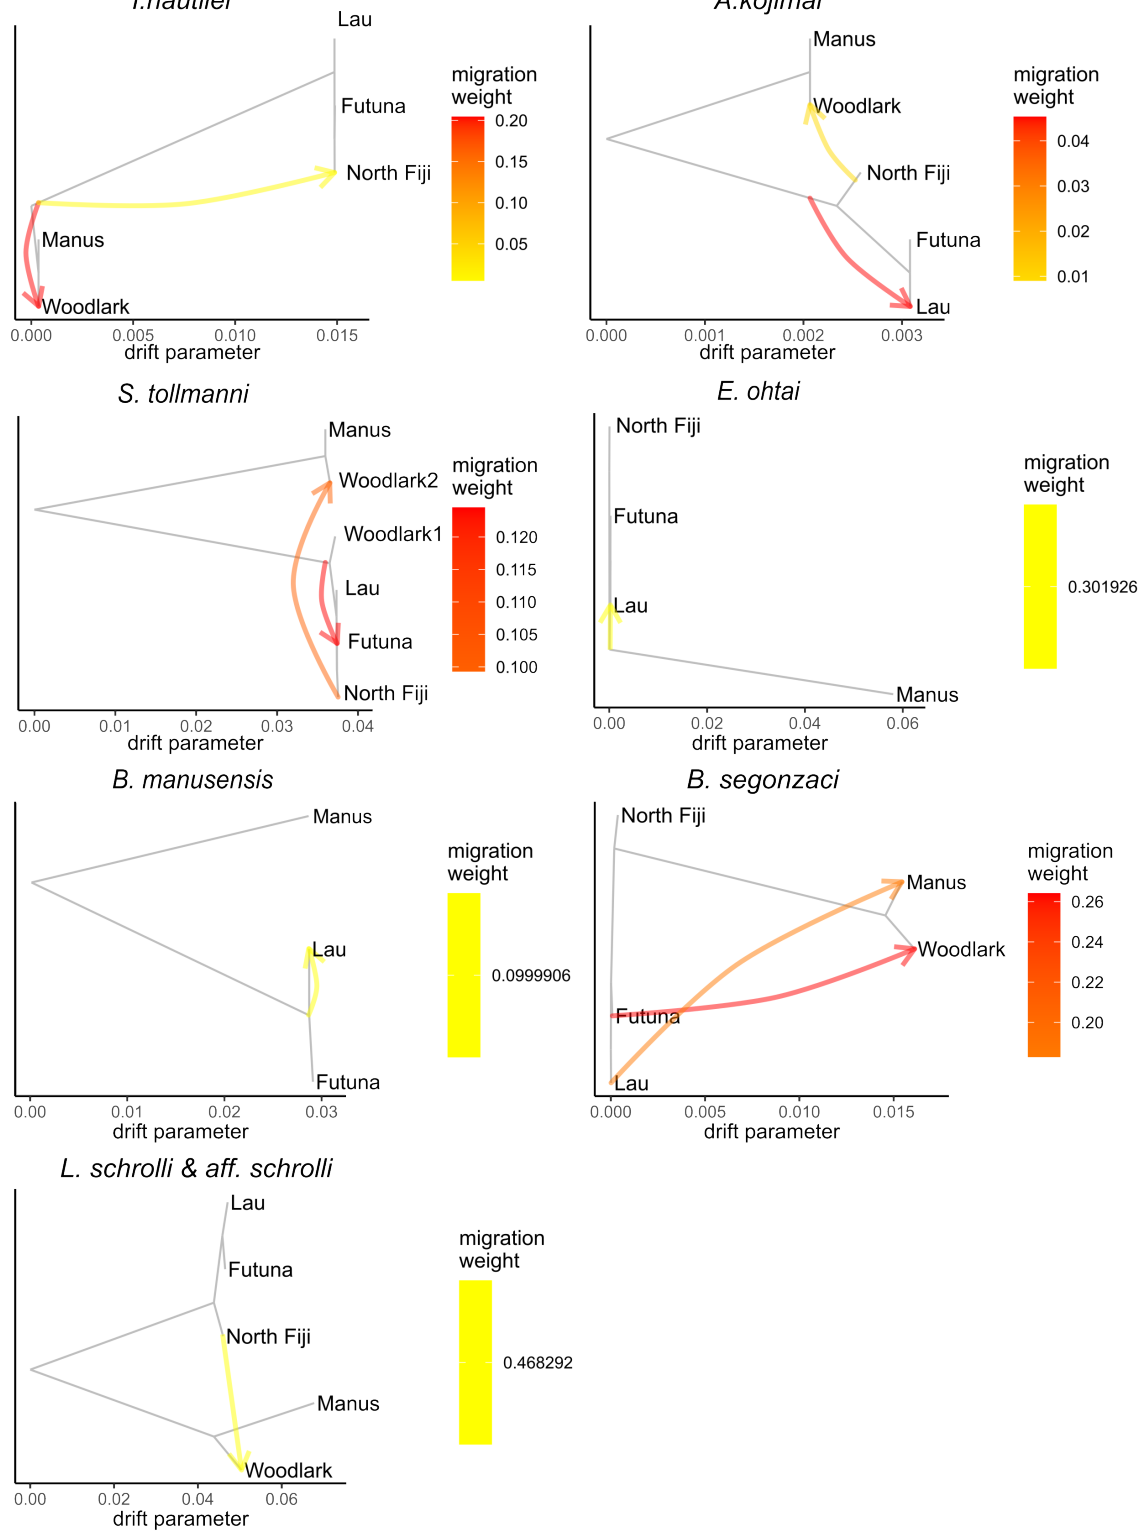 T.nautilei
Lau
Futuna
North Fiji
Manus
Woodlark
0.000 0.005 0.010 0.015
drift parameter
migration
weight
0.20
0.15
0.10
0.05
A.kojimai
Manus
Woodlark
North Fiji
Futuna
Lau
0.000 0.001 0.002 0.003
drift parameter
migration
weight
0.04
0.03
0.02
0.01
S. tollmanni
Manus
Woodlark2
Woodlark1
Lau
Futuna
North Fiji
0.00 0.01 0.02 0.03 0.04
drift parameter
migration
weight
0.120
0.115
0.110
0.105
0.100
E. ohtai
North Fiji
Futuna
Lau
Manus
0.00 0.02 0.04 0.06
drift parameter
migration
weight
0.301926
B. manusensis
Manus
Lau
Futuna
0.00 0.01 0.02 0.03
drift parameter
migration
weight
0.0999906
B. segonzaci
North Fiji
Manus
Woodlark
Futuna
Lau
0.000 0.005 0.010 0.015
drift parameter
migration
weight
0.26
0.24
0.22
0.20
L. schrolli & aff. schrolli
Lau
Futuna
North Fiji
Manus
Woodlark
0.00 0.02 0.04 0.06
drift parameter
migration
weight
0.468292